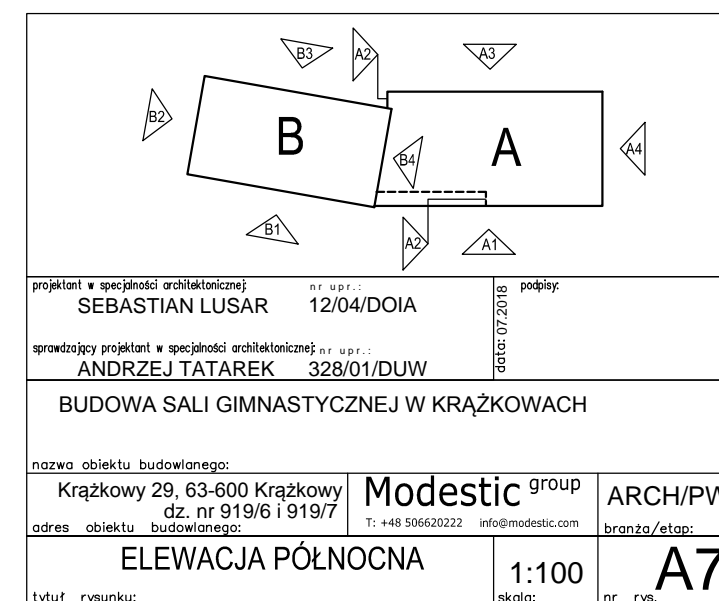 B3
A2
A3
B2
B
B4
A
A4
B1
A2
A1
projektant w specjalności architektonicznej:
nr upr.:
SEBASTIAN LUSAR 12/04/DOIA
sprawdzający projektant w specjalności architektonicznej:
nr upr.:
ANDRZEJ TATAREK 328/01/DUW
data: 07.2018
podpisy:
BUDOWA SALI GIMNASTYCZNEJ W KRĄŻKOWACH
nazwa obiektu budowlanego:
Krążkowy 29, 63-600 Krążkowy
dz. nr 919/6 i 919/7
adres obiektu budowlanego:
Modestic group
T: +48 506620222 info@modestic.com
ARCH/PW
branża/etap:
ELEWACJA PÓŁNOCNA
tytuł rysunku:
1:100
skala:
A7
nr rys.